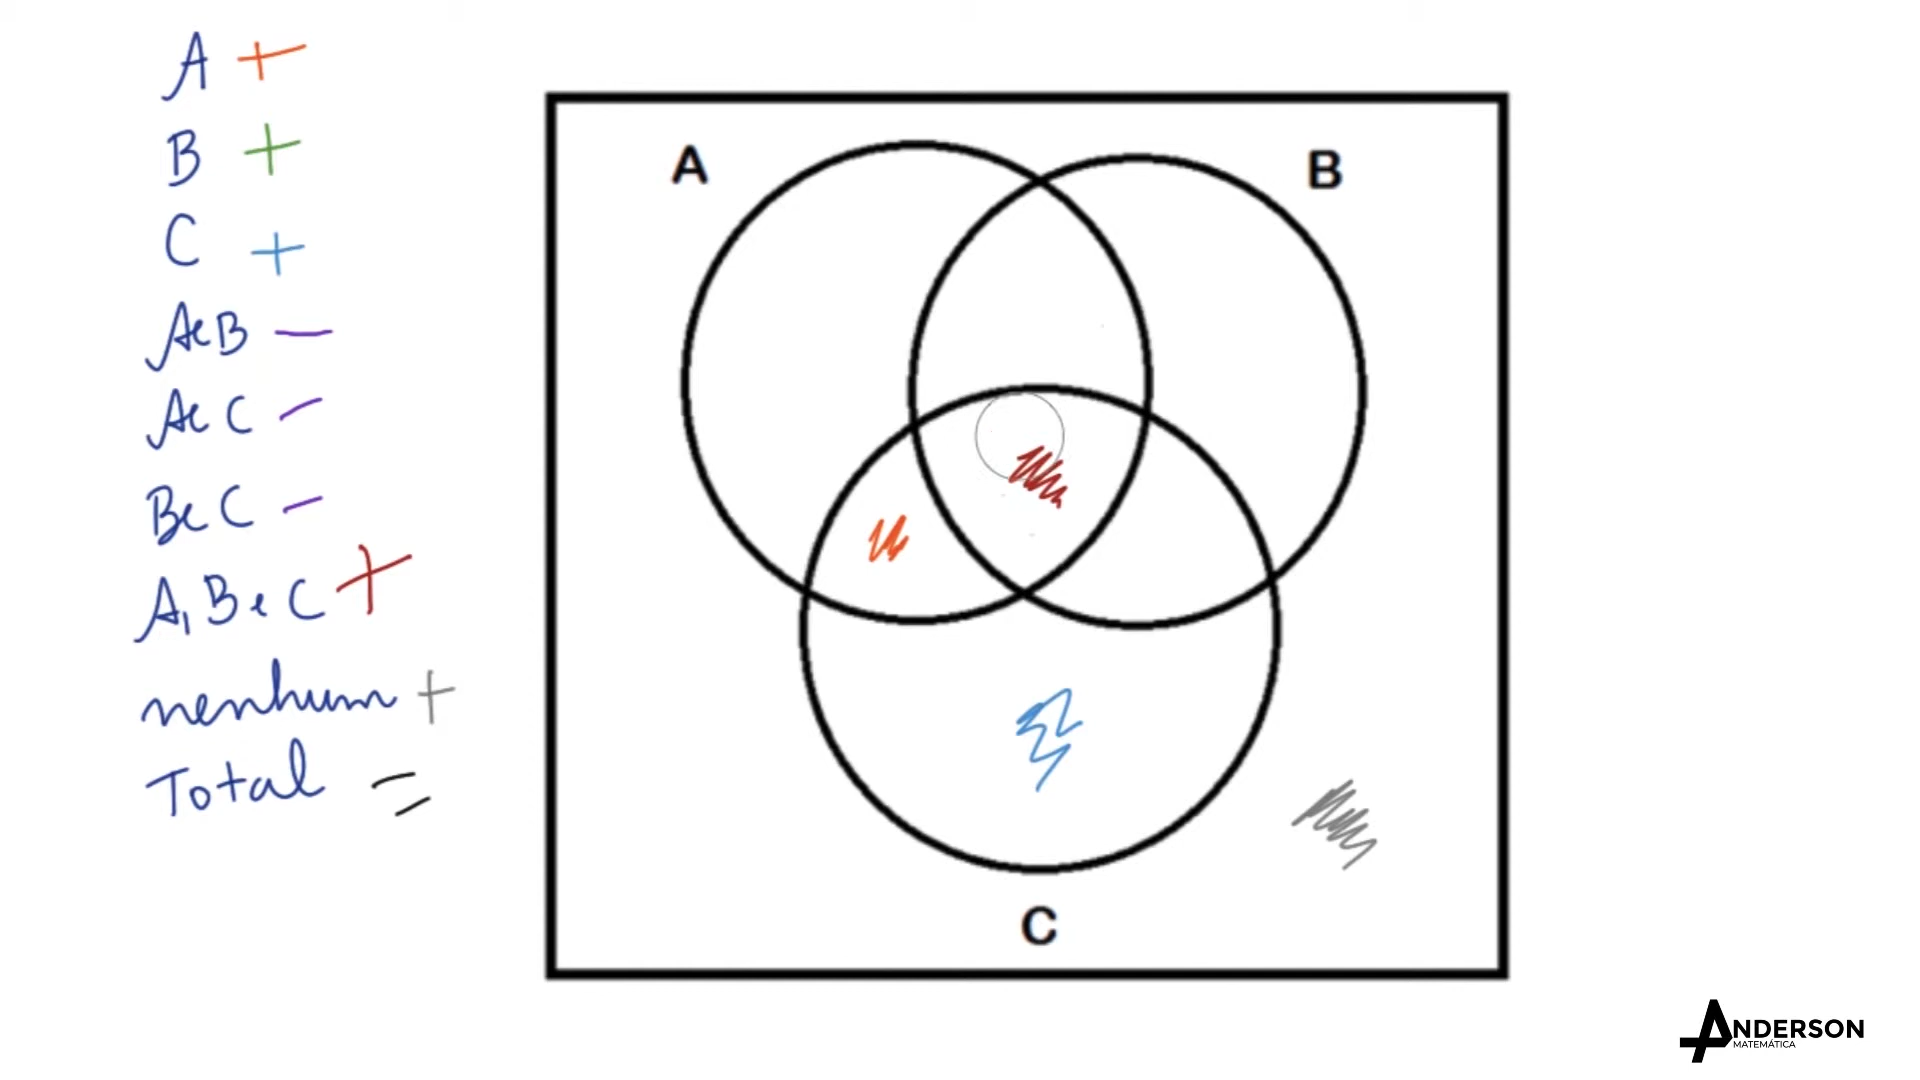 A +
B +
C +
A e B -
A e C -
B e C -
A, B e C +
nenhum +
Total =
A
B
C
ANDERSON
MATEMÁTICA